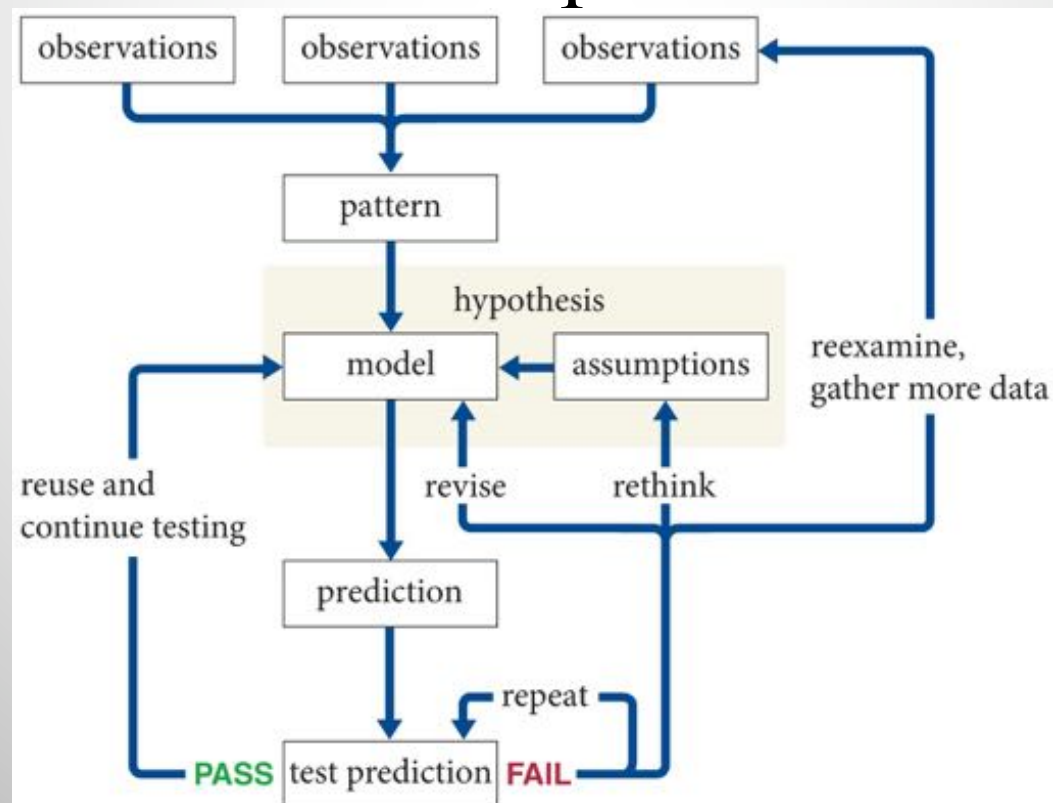 observations
observations
observations
pattern
hypothesis
model
assumptions
reexamine,
gather more data
reuse and
continue testing
revise
rethink
prediction
repeat
PASS
test prediction
FAIL